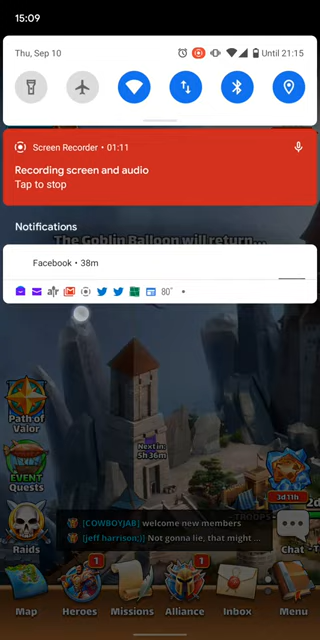 15:09
Thu, Sep 10
Until 21:15
Screen Recorder • 01:11
Recording screen and audio
Tap to stop
Notifications
The Goblin Balloon will return...
Facebook • 38m
80°
Path of
Valor
EVENT
Quests
Next in:
5h 36m
3d 11h
2d
TROOPS
[COWBOYJAB] welcome new members
[jeff harrison:)] Not gonna lie, that might ...
Raids
Chat
1
1
Map
Heroes
Missions
Alliance
Inbox
Menu